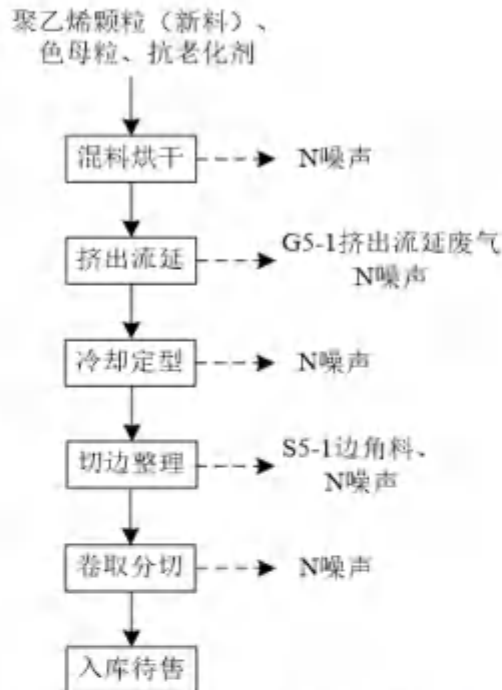 聚乙烯颗粒（新料）、
色母粒、抗老化剂
混料烘干
N噪声
挤出流延
G5-1挤出流延废气
N噪声
冷却定型
N噪声
切边整理
S5-1边角料、
N噪声
卷取分切
N噪声
入库待售